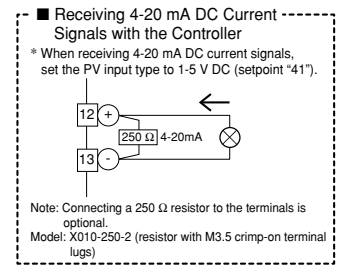 ■ Receiving 4-20 mA DC Current
Signals with the Controller
* When receiving 4-20 mA DC current signals,
set the PV input type to 1-5 V DC (setpoint “41”).
12 +
250 Ω 4-20mA
13 -
Note: Connecting a 250 Ω resistor to the terminals is
optional.
Model: X010-250-2 (resistor with M3.5 crimp-on terminal
lugs)